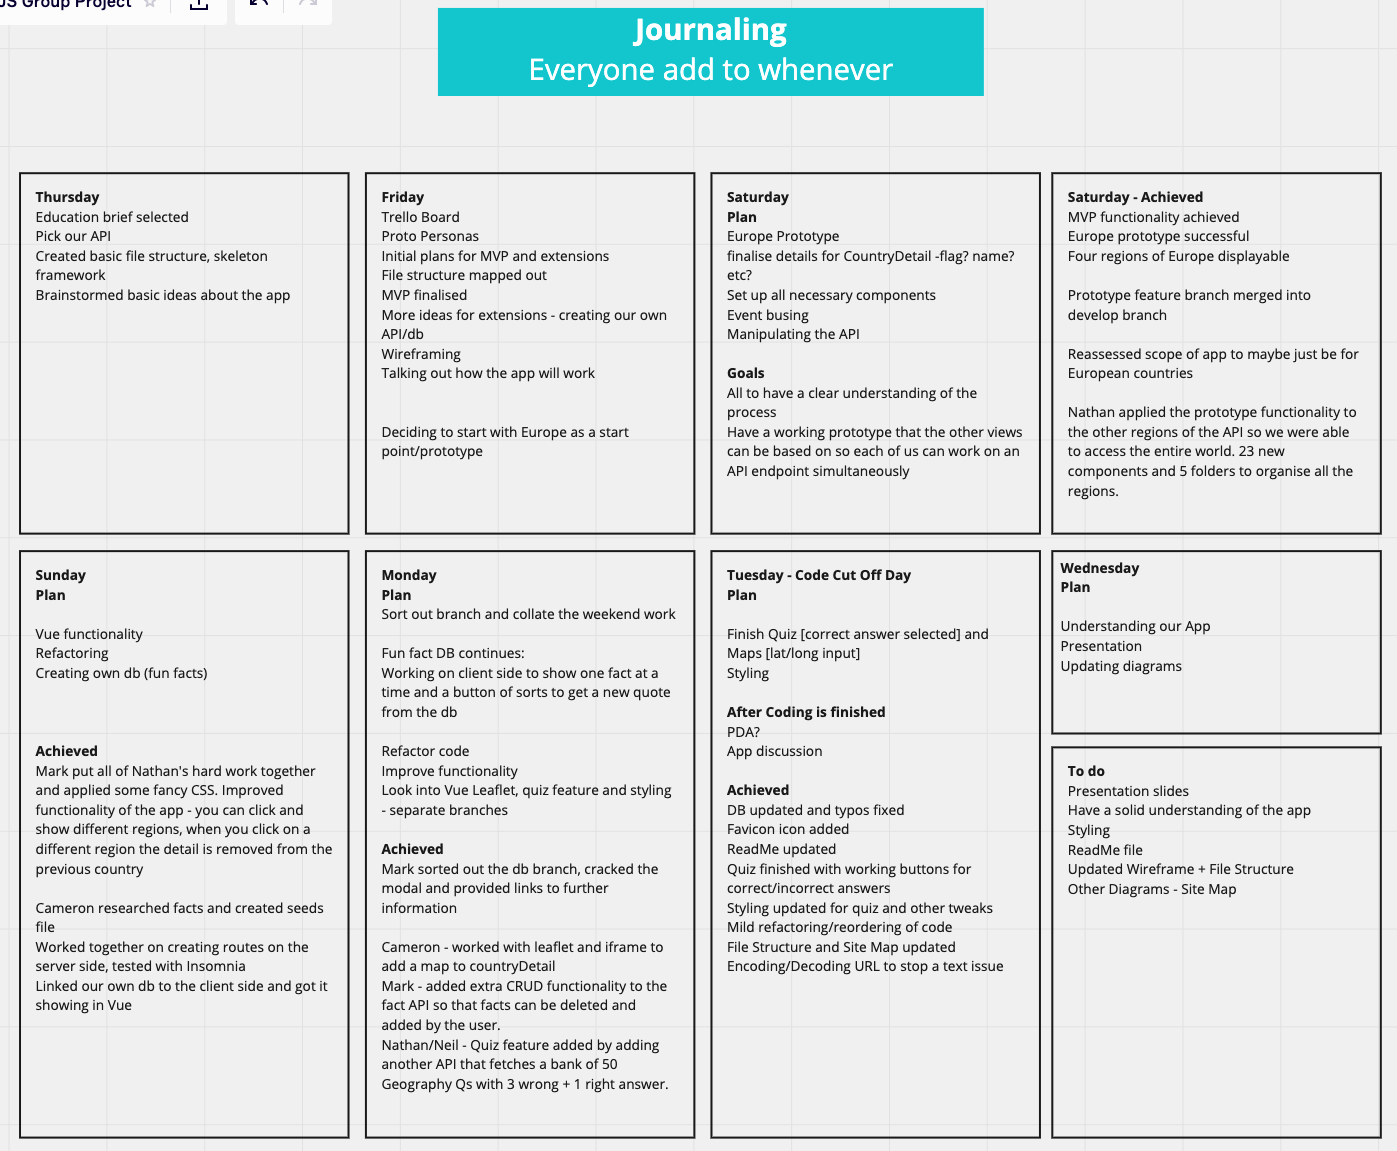 JS Group Project
Journaling
Everyone add to whenever
Thursday
Education brief selected
Pick our API
Created basic file structure, skeleton
framework
Brainstormed basic ideas about the app
Friday
Trello Board
Proto Personas
Initial plans for MVP and extensions
File structure mapped out
MVP finalised
More ideas for extensions - creating our own
API/db
Wireframing
Talking out how the app will work
Deciding to start with Europe as a start
point/prototype
Saturday
Plan
Europe Prototype
finalise details for CountryDetail -flag? name?
etc?
Set up all necessary components
Event busing
Manipulating the API
Goals
All to have a clear understanding of the
process
Have a working prototype that the other views
can be based on so each of us can work on an
API endpoint simultaneously
Saturday - Achieved
MVP functionality achieved
Europe prototype successful
Four regions of Europe displayable
Prototype feature branch merged into
develop branch
Reassessed scope of app to maybe just be for
European countries
Nathan applied the prototype functionality to
the other regions of the API so we were able
to access the entire world. 23 new
components and 5 folders to organise all the
regions.
Sunday
Plan
Vue functionality
Refactoring
Creating own db (fun facts)
Achieved
Mark put all of Nathan's hard work together
and applied some fancy CSS. Improved
functionality of the app - you can click and
show different regions, when you click on a
different region the detail is removed from the
previous country
Cameron researched facts and created seeds
file
Worked together on creating routes on the
server side, tested with Insomnia
Linked our own db to the client side and got it
showing in Vue
Monday
Plan
Sort out branch and collate the weekend work
Fun fact DB continues:
Working on client side to show one fact at a
time and a button of sorts to get a new quote
from the db
Refactor code
Improve functionality
Look into Vue Leaflet, quiz feature and styling
- separate branches
Achieved
Mark sorted out the db branch, cracked the
modal and provided links to further
information
Cameron - worked with leaflet and iframe to
add a map to countryDetail
Mark - added extra CRUD functionality to the
fact API so that facts can be deleted and
added by the user.
Nathan/Neil - Quiz feature added by adding
another API that fetches a bank of 50
Geography Qs with 3 wrong + 1 right answer.
Tuesday - Code Cut Off Day
Plan
Finish Quiz [correct answer selected] and
Maps [lat/long input]
Styling
After Coding is finished
PDA?
App discussion
Achieved
DB updated and typos fixed
Favicon icon added
ReadMe updated
Quiz finished with working buttons for
correct/incorrect answers
Styling updated for quiz and other tweaks
Mild refactoring/reordering of code
File Structure and Site Map updated
Encoding/Decoding URL to stop a text issue
Wednesday
Plan
Understanding our App
Presentation
Updating diagrams
To do
Presentation slides
Have a solid understanding of the app
Styling
ReadMe file
Updated Wireframe + File Structure
Other Diagrams - Site Map